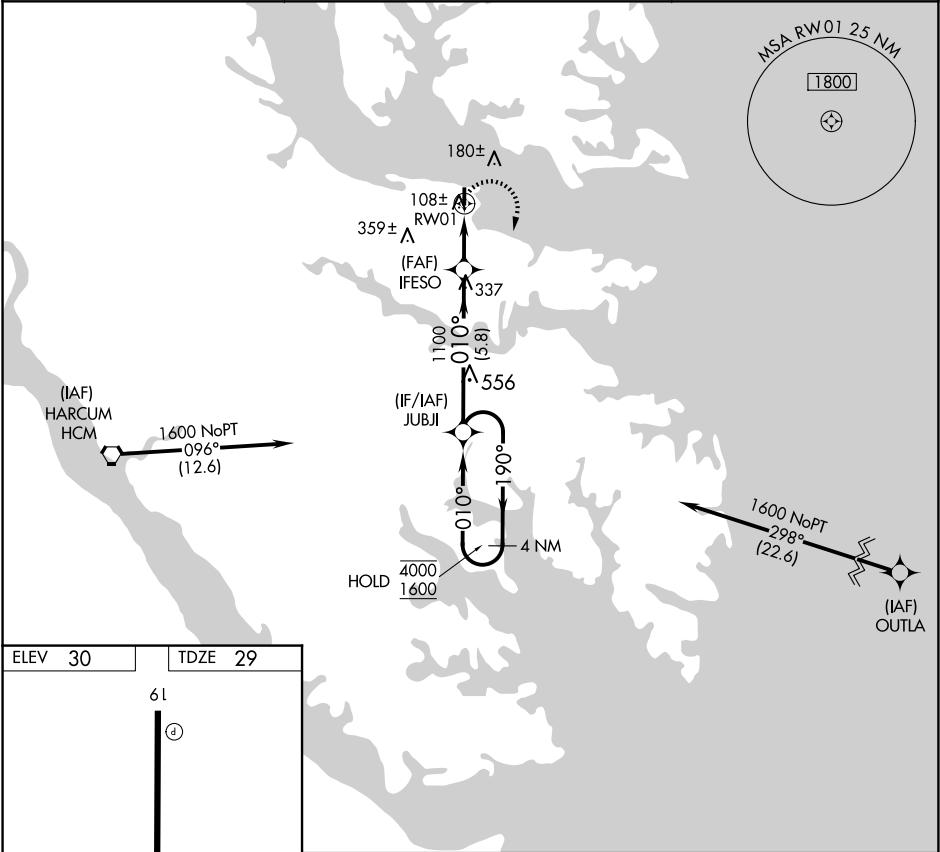 MSA RW01 25 NM
1800
180±
108±
RW01
359±
(FAF)
IFESO
337
1100
010°
(5.8)
556
(IF/IAF)
JUBJI
(IAF)
HARCUM
HCM
1600 NoPT
096°
(12.6)
190°
010°
4 NM
HOLD
4000
1600
1600 NoPT
298°
(22.6)
(IAF)
OUTLA
ELEV 30
TDZE 29
19
P